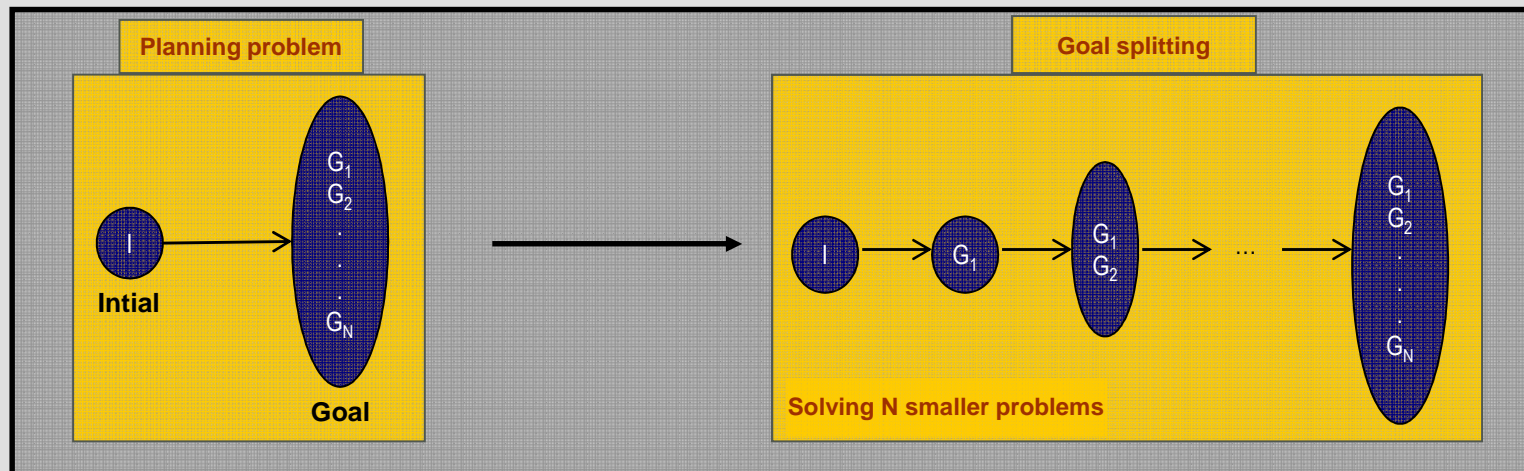 Planning problem
G1
G2
.
.
.
GN
I
Intial
Goal
Goal splitting
I
G1
G1
G2
...
G1
G2
.
.
.
GN
Solving N smaller problems